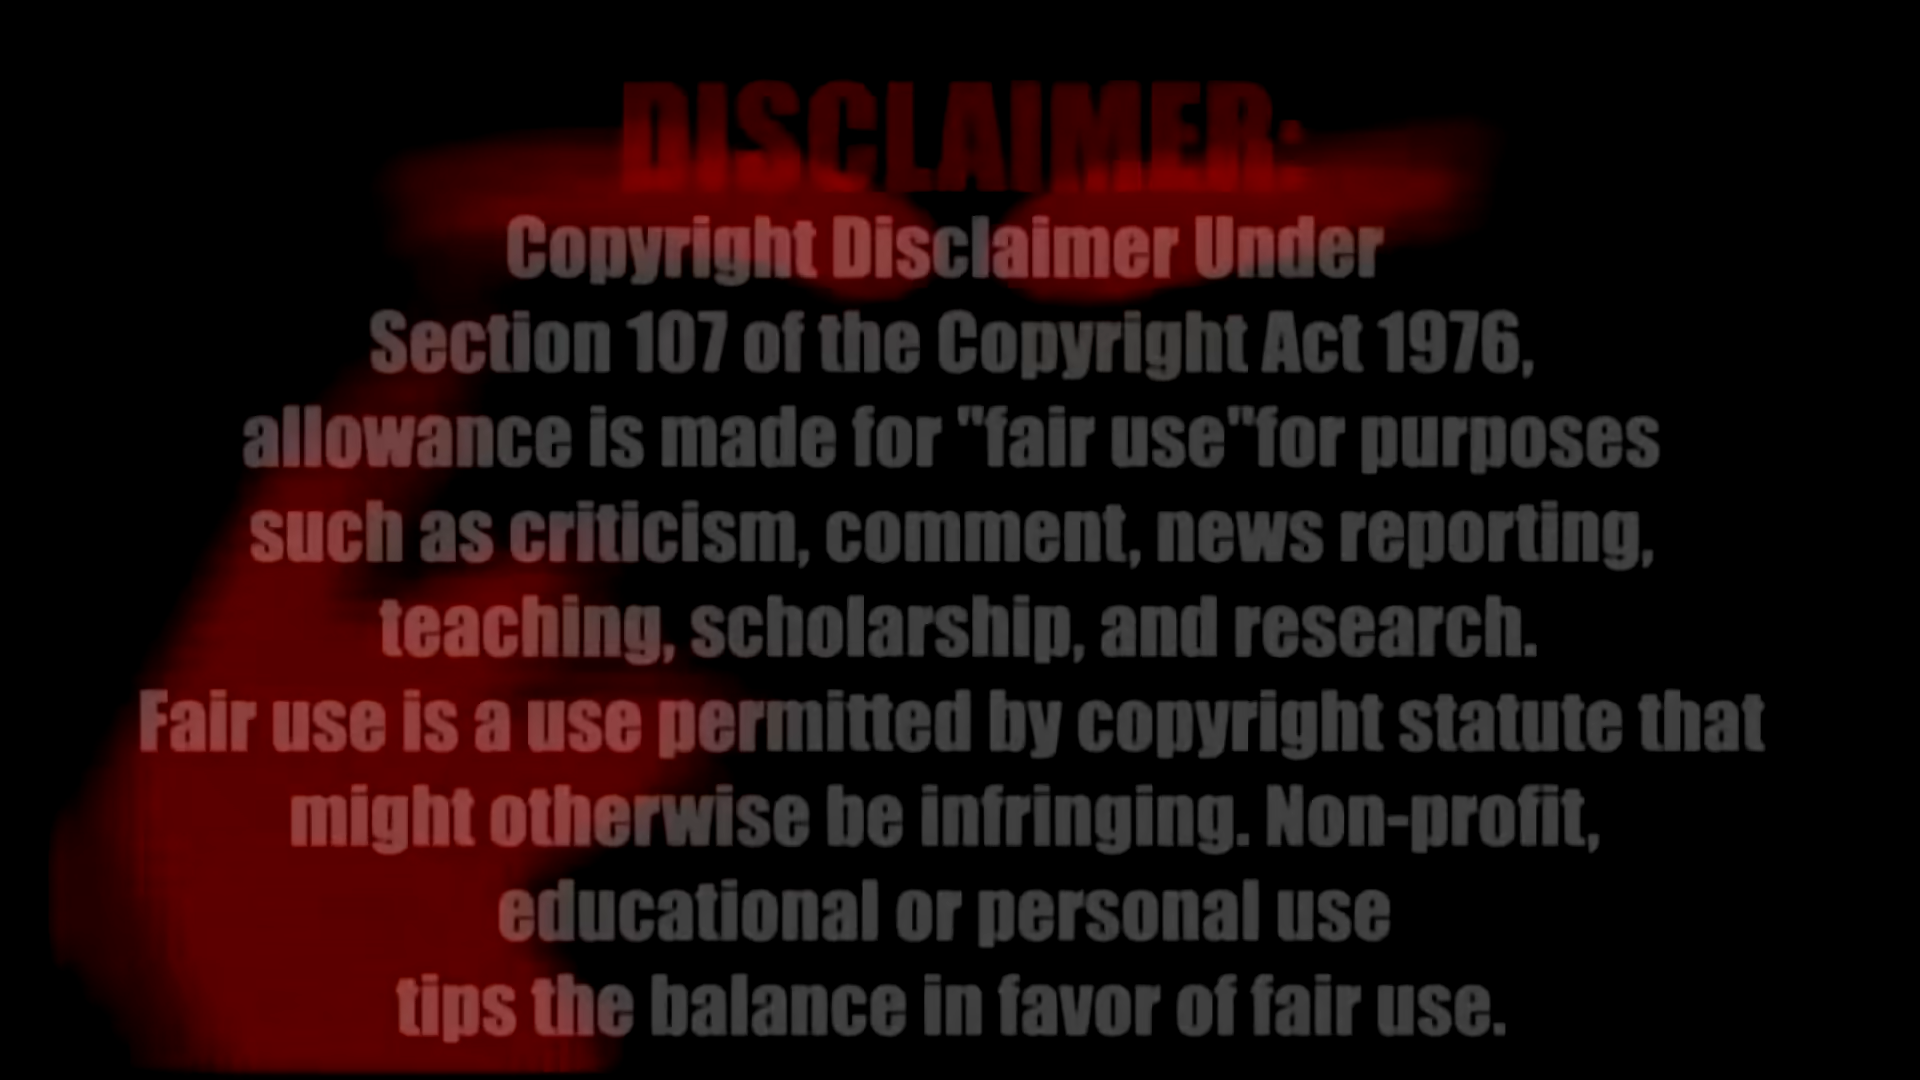 DISCLAIMER:
Copyright Disclaimer Under
Section 107 of the Copyright Act 1976,
allowance is made for "fair use"for purposes
such as criticism, comment, news reporting,
teaching, scholarship, and research.
Fair use is a use permitted by copyright statute that
might otherwise be infringing. Non-profit,
educational or personal use
tips the balance in favor of fair use.